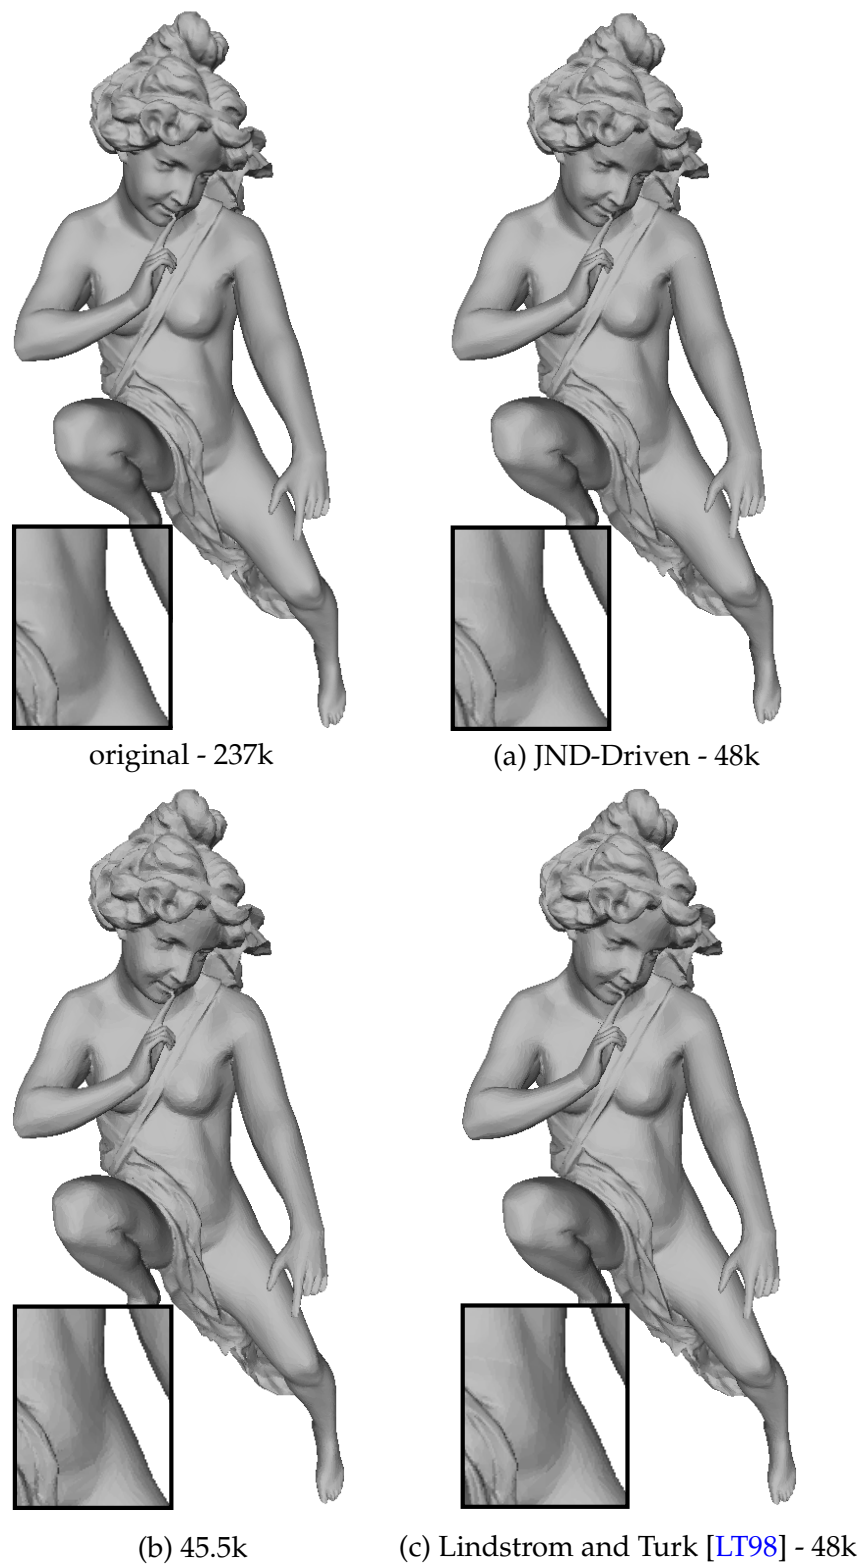 original - 237k
(a) JND-Driven - 48k
(b) 45.5k
(c) Lindstrom and Turk [LT98] - 48k